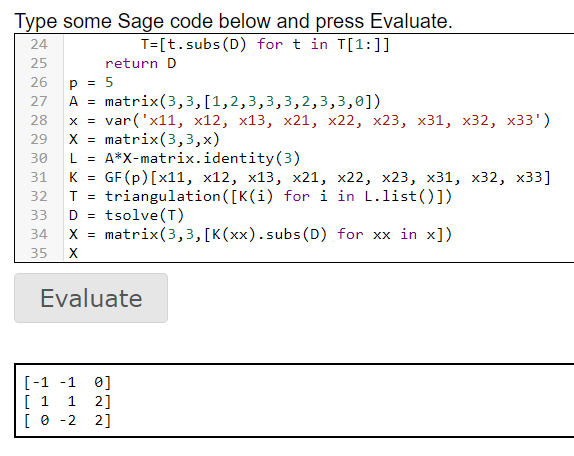 Type some Sage code below and press Evaluate.
24 T=[t.subs(D) for t in T[1:]]
25 return D
26 p = 5
27 A = matrix(3,3,[1,2,3,3,3,2,3,3,0])
28 x = var('x11, x12, x13, x21, x22, x23, x31, x32, x33')
29 X = matrix(3,3,x)
30 L = A*X-matrix.identity(3)
31 K = GF(p)[x11, x12, x13, x21, x22, x23, x31, x32, x33]
32 T = triangulation([K(i) for i in L.list()])
33 D = tsolve(T)
34 X = matrix(3,3,[K(xx).subs(D) for xx in x])
35 X
Evaluate
[-1 -1 0]
[ 1 1 2]
[ 0 -2 2]